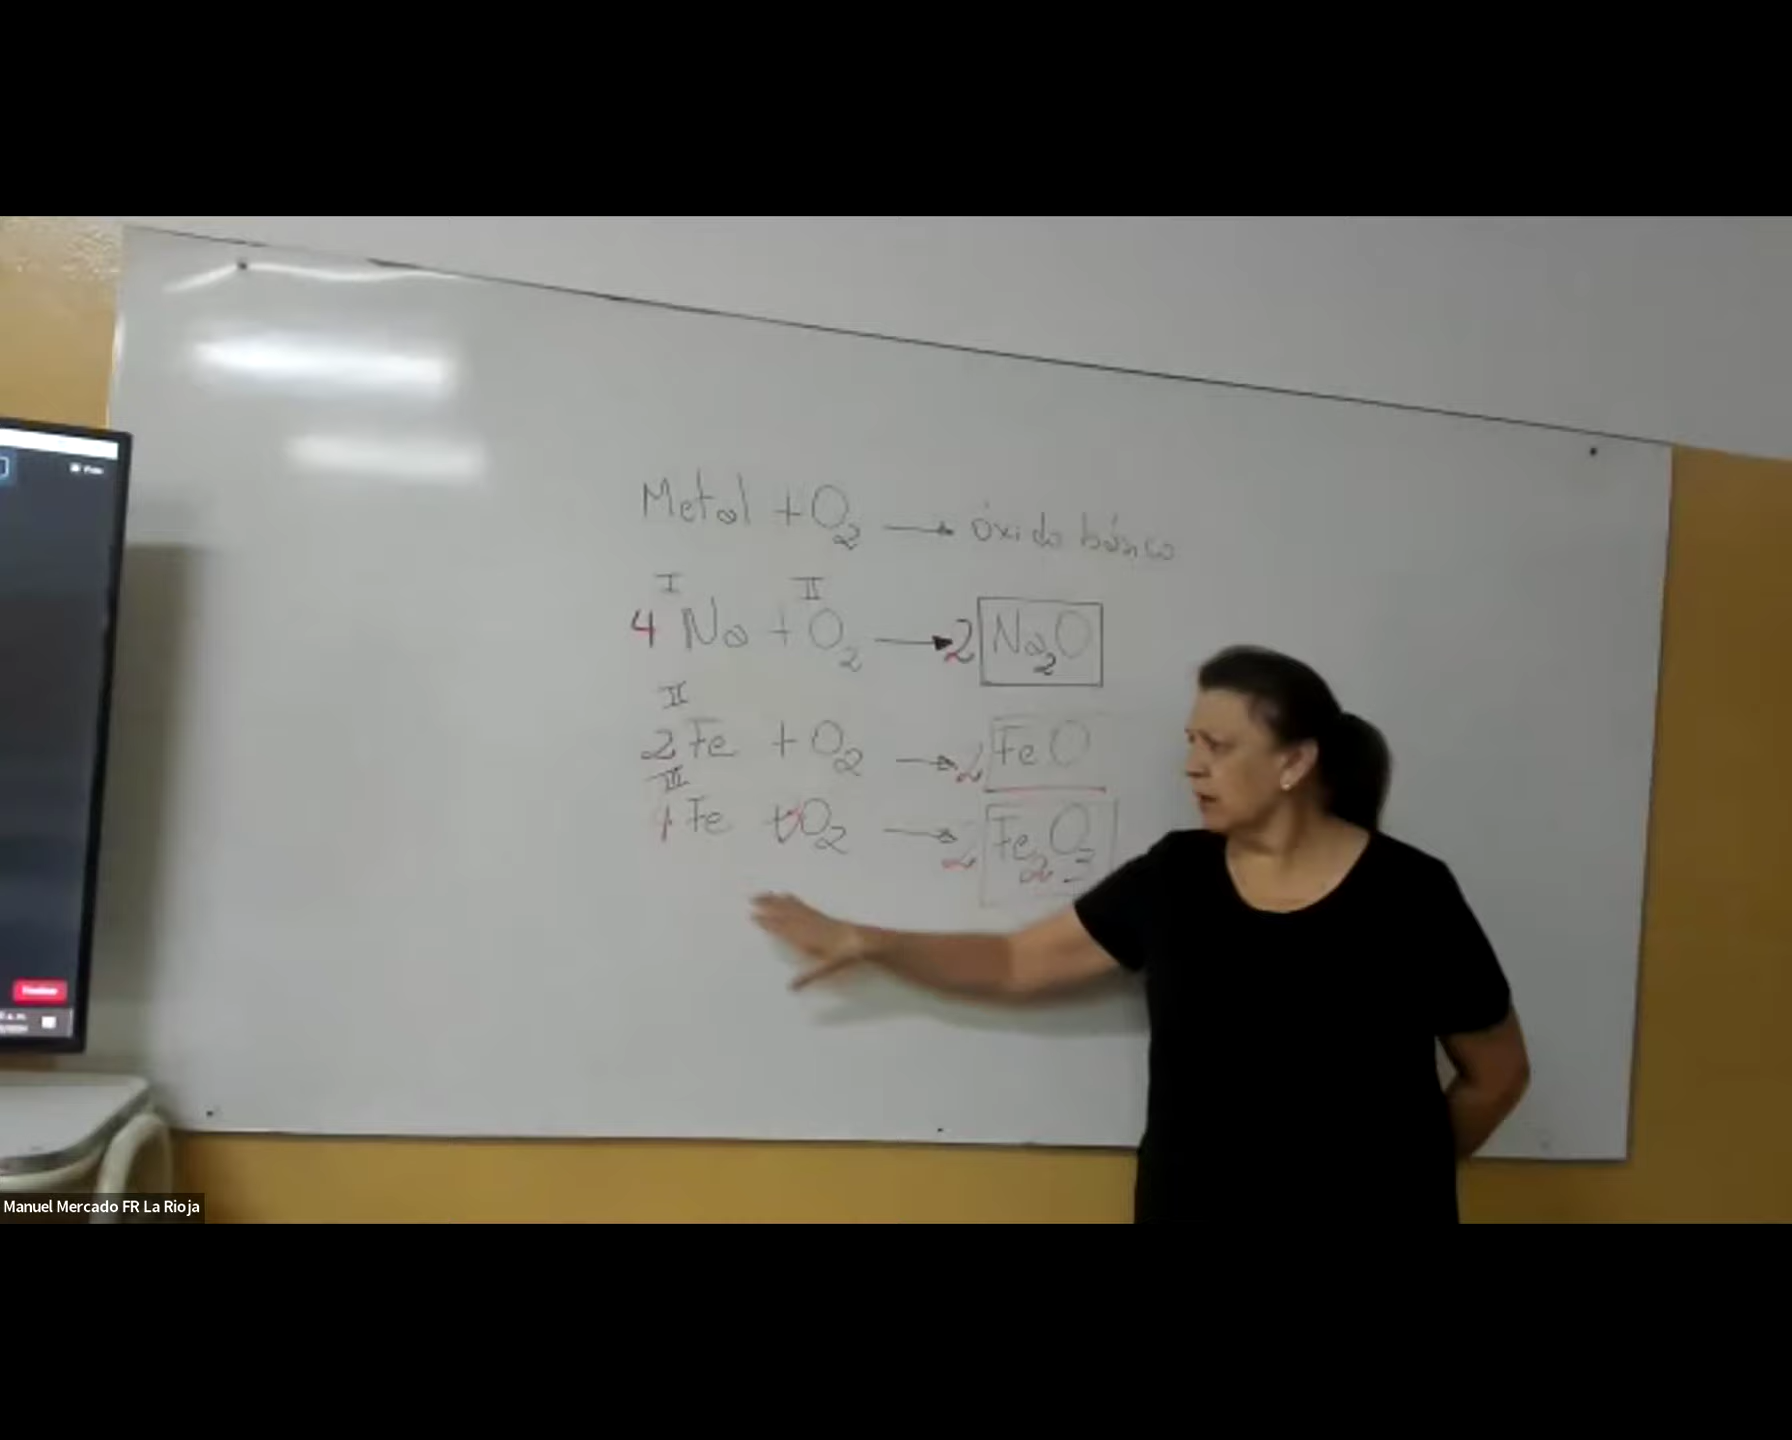 Metal + O₂ → óxido básico
I II
4 Na + O₂ → 2 Na₂O
II
2 Fe + O₂ → 2 FeO
III
Fe + O₂ → 2 Fe₂O₃
Manuel Mercado FR La Rioja